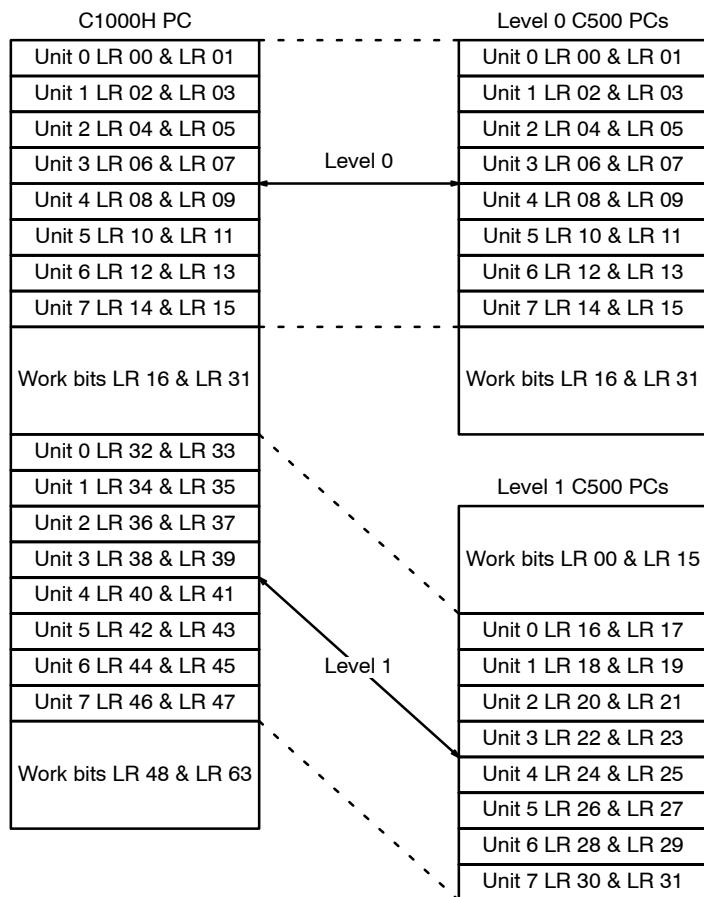 C1000H PC
Unit 0 LR 00 & LR 01
Unit 1 LR 02 & LR 03
Unit 2 LR 04 & LR 05
Unit 3 LR 06 & LR 07
Unit 4 LR 08 & LR 09
Unit 5 LR 10 & LR 11
Unit 6 LR 12 & LR 13
Unit 7 LR 14 & LR 15
Work bits LR 16 & LR 31
Unit 0 LR 32 & LR 33
Unit 1 LR 34 & LR 35
Unit 2 LR 36 & LR 37
Unit 3 LR 38 & LR 39
Unit 4 LR 40 & LR 41
Unit 5 LR 42 & LR 43
Unit 6 LR 44 & LR 45
Unit 7 LR 46 & LR 47
Work bits LR 48 & LR 63
Level 0
Level 1
Level 0 C500 PCs
Unit 0 LR 00 & LR 01
Unit 1 LR 02 & LR 03
Unit 2 LR 04 & LR 05
Unit 3 LR 06 & LR 07
Unit 4 LR 08 & LR 09
Unit 5 LR 10 & LR 11
Unit 6 LR 12 & LR 13
Unit 7 LR 14 & LR 15
Work bits LR 16 & LR 31
Level 1 C500 PCs
Work bits LR 00 & LR 15
Unit 0 LR 16 & LR 17
Unit 1 LR 18 & LR 19
Unit 2 LR 20 & LR 21
Unit 3 LR 22 & LR 23
Unit 4 LR 24 & LR 25
Unit 5 LR 26 & LR 27
Unit 6 LR 28 & LR 29
Unit 7 LR 30 & LR 31